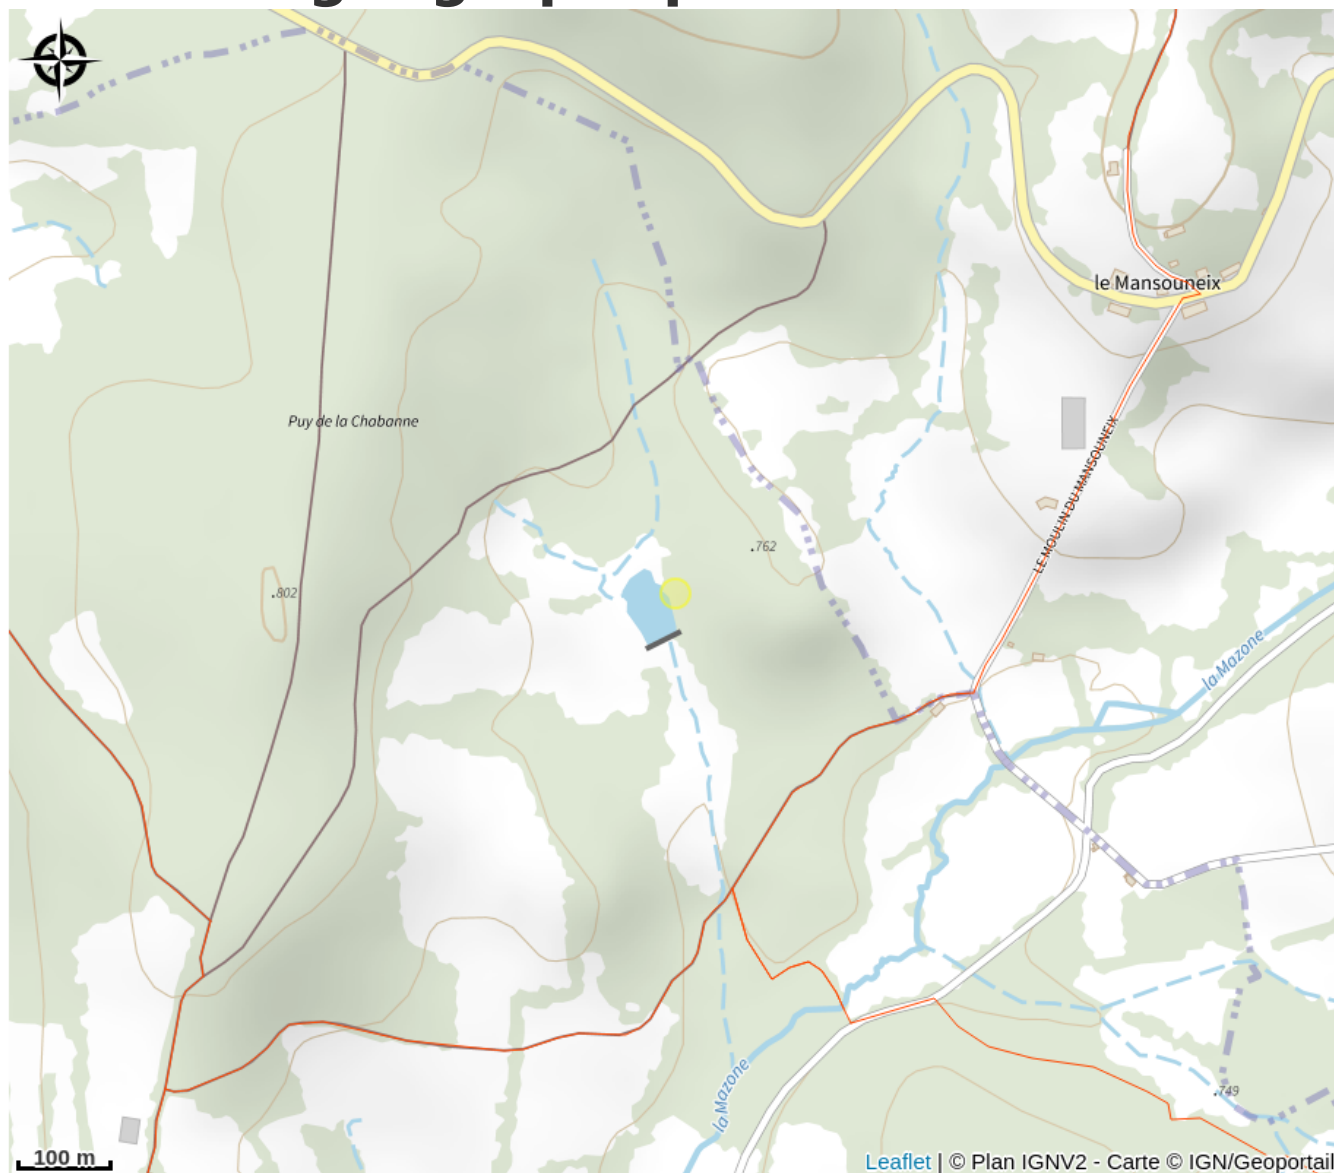 le Mansouneix
Puy de la Chabanne
LE MOULIN DU MANSOUNEIX
.762
.802
la Mazone
la Mazone
.749
100 m
Leaflet | © Plan IGNV2 - Carte © IGN/Geoportail